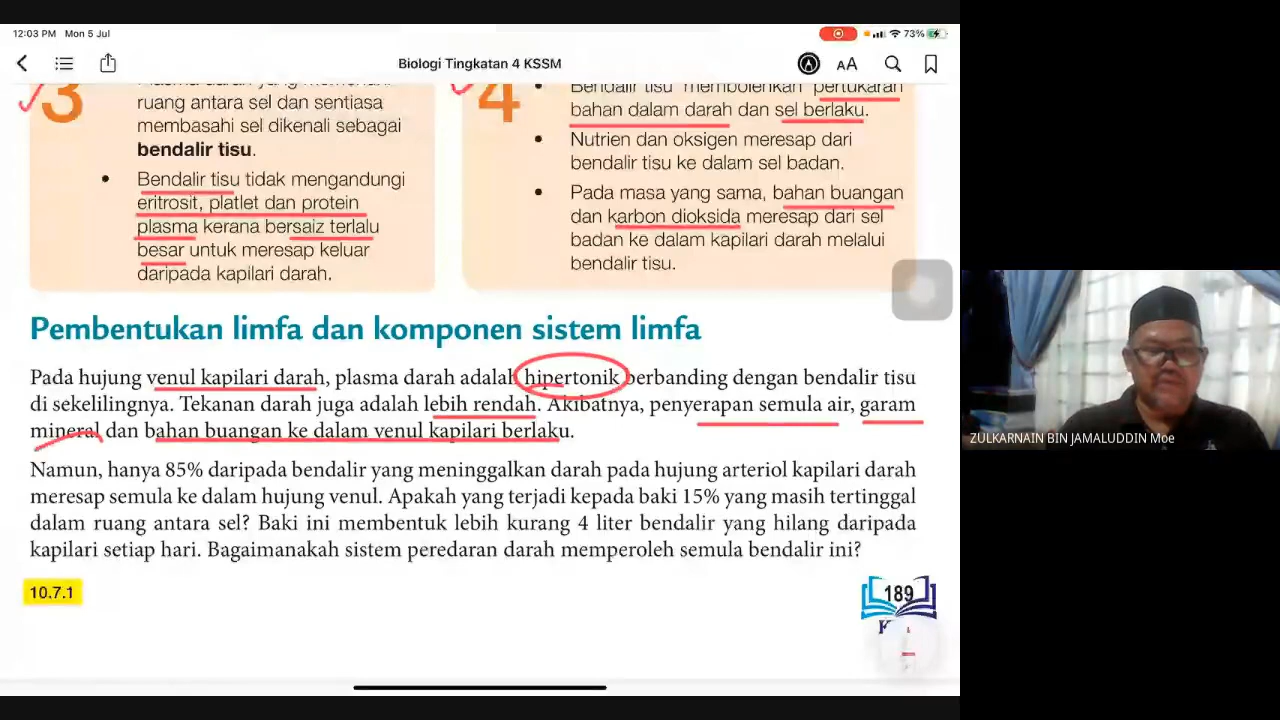 12:03 PM Mon 5 Jul
73%
Biologi Tingkatan 4 KSSM
AA
3
ruang antara sel dan sentiasa
membasahi sel dikenali sebagai
bendalir tisu.
• Bendalir tisu tidak mengandungi
eritrosit, platlet dan protein
plasma kerana bersaiz terlalu
besar untuk meresap keluar
daripada kapilari darah.
4
• Bendalir tisu membolehkan pertukaran
bahan dalam darah dan sel berlaku.
• Nutrien dan oksigen meresap dari
bendalir tisu ke dalam sel badan.
• Pada masa yang sama, bahan buangan
dan karbon dioksida meresap dari sel
badan ke dalam kapilari darah melalui
bendalir tisu.
Pembentukan limfa dan komponen sistem limfa
Pada hujung venul kapilari darah, plasma darah adalah hipertonik berbanding dengan bendalir tisu
di sekelilingnya. Tekanan darah juga adalah lebih rendah. Akibatnya, penyerapan semula air, garam
mineral dan bahan buangan ke dalam venul kapilari berlaku.
Namun, hanya 85% daripada bendalir yang meninggalkan darah pada hujung arteriol kapilari darah
meresap semula ke dalam hujung venul. Apakah yang terjadi kepada baki 15% yang masih tertinggal
dalam ruang antara sel? Baki ini membentuk lebih kurang 4 liter bendalir yang hilang daripada
kapilari setiap hari. Bagaimanakah sistem peredaran darah memperoleh semula bendalir ini?
10.7.1
189
ZULKARNAIN BIN JAMALUDDIN Moe